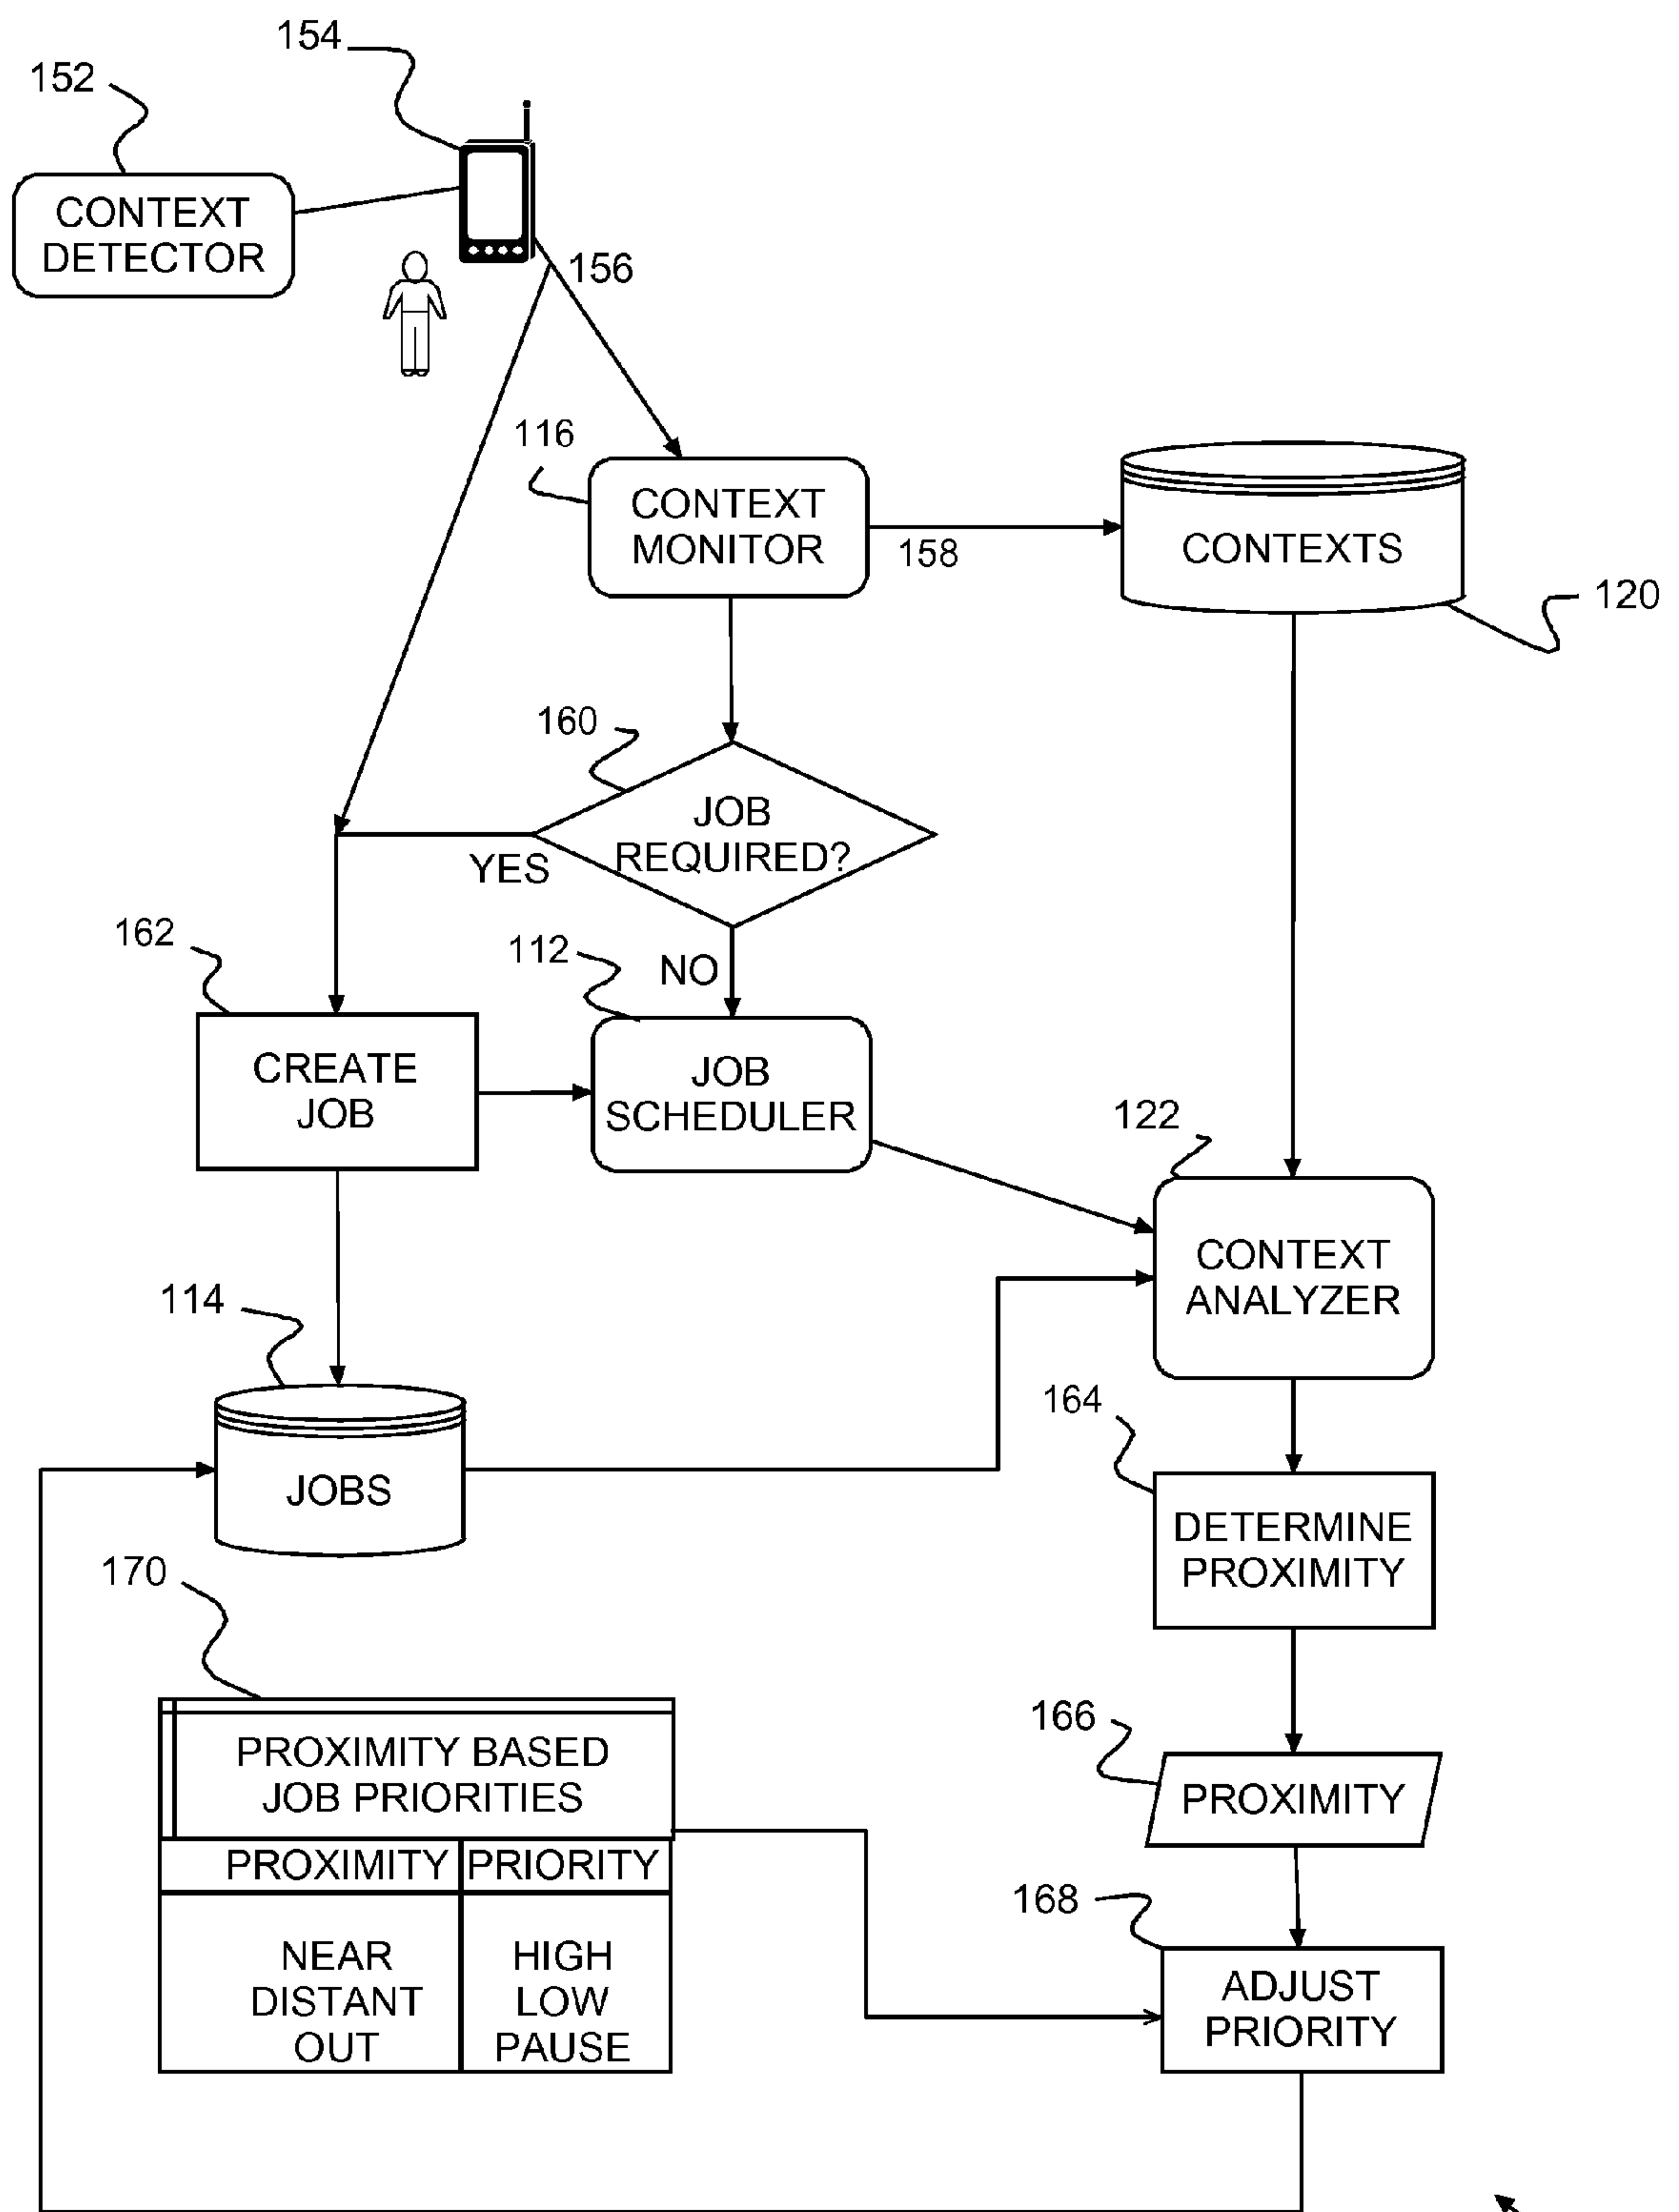 154
152
CONTEXT
DETECTOR
156
116
CONTEXT
MONITOR
158
CONTEXTS
120
160
JOB
REQUIRED?
YES
162
112
NO
CREATE
JOB
JOB
SCHEDULER
122
CONTEXT
ANALYZER
114
JOBS
164
DETERMINE
PROXIMITY
170
PROXIMITY BASED
JOB PRIORITIES
166
PROXIMITY
PROXIMITY PRIORITY
168
NEAR HIGH
DISTANT LOW
OUT PAUSE
ADJUST
PRIORITY